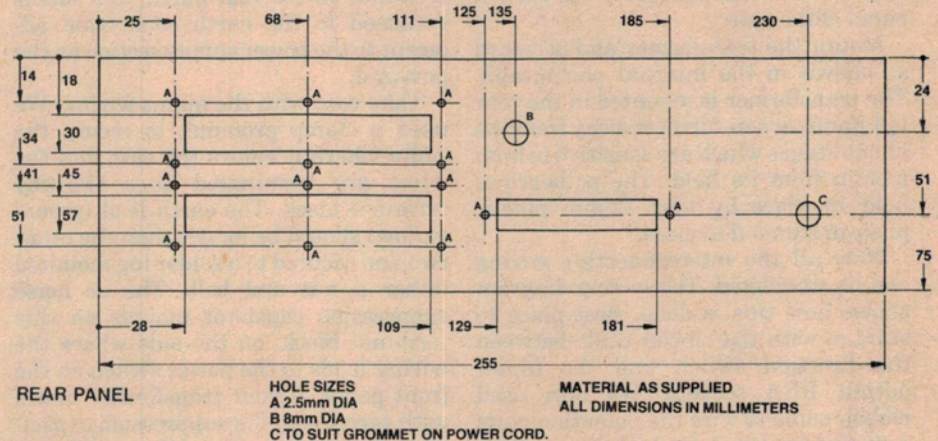 25 68 111 125 135 185 230
14 18 24
A A A
B
34 30
A A A
41 45 51
A A A A A C
51 57 75
A A A
28 109 129 181
255
REAR PANEL
HOLE SIZES
A 2.5mm DIA
B 8mm DIA
C TO SUIT GROMMET ON POWER CORD.
MATERIAL AS SUPPLIED
ALL DIMENSIONS IN MILLIMETERS